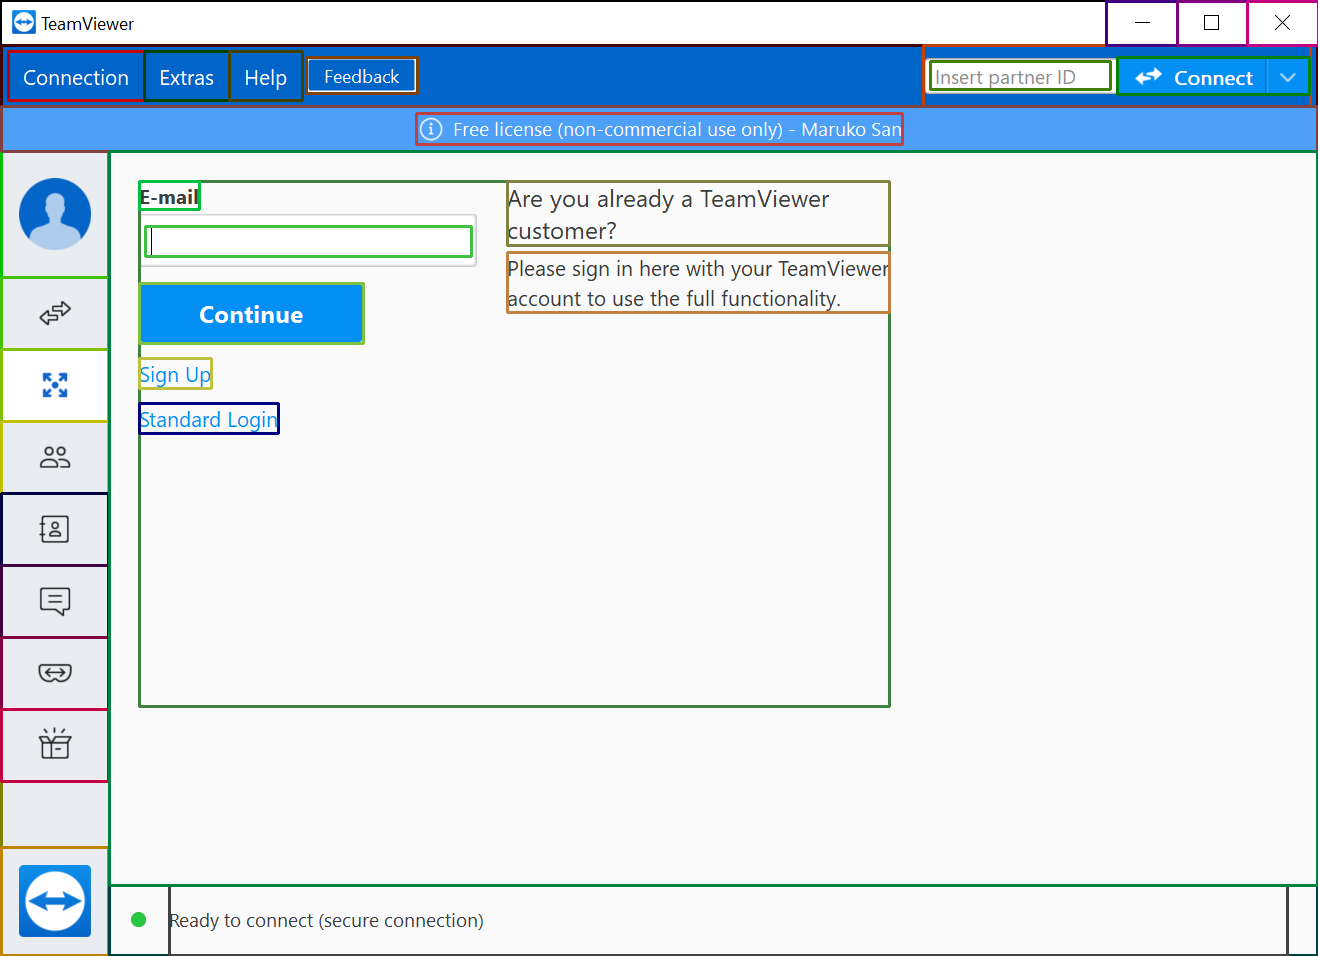 TeamViewer
Connection Extras Help Feedback Insert partner ID Connect
Free license (non-commercial use only) - Maruko San
E-mail
Are you already a TeamViewer
customer?
Please sign in here with your TeamViewer
account to use the full functionality.
Continue
Sign Up
Standard Login
Ready to connect (secure connection)